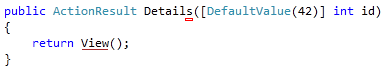 public ActionResult Details([DefaultValue(42)] int id)
{
    return View();
}